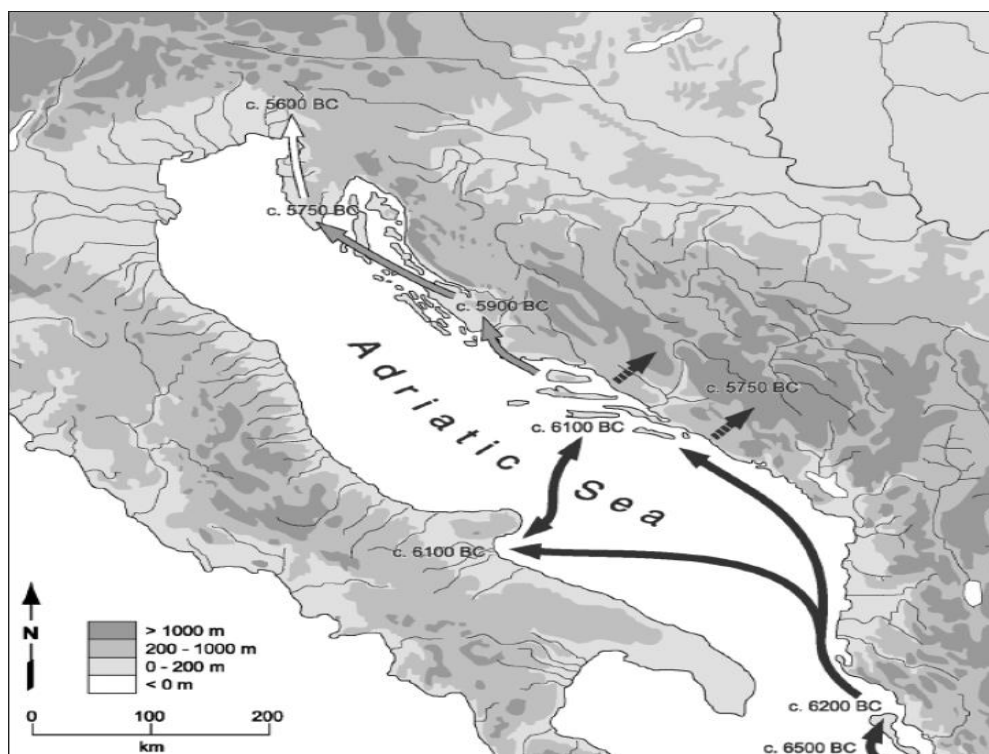 c. 5600 BC
c. 5750 BC
c. 5900 BC
c. 5750 BC
c. 6100 BC
Adriatic
Sea
c. 6100 BC
c. 6200 BC
c. 6500 BC
N
> 1000 m
200 - 1000 m
0 - 200 m
< 0 m
0 100 200
km